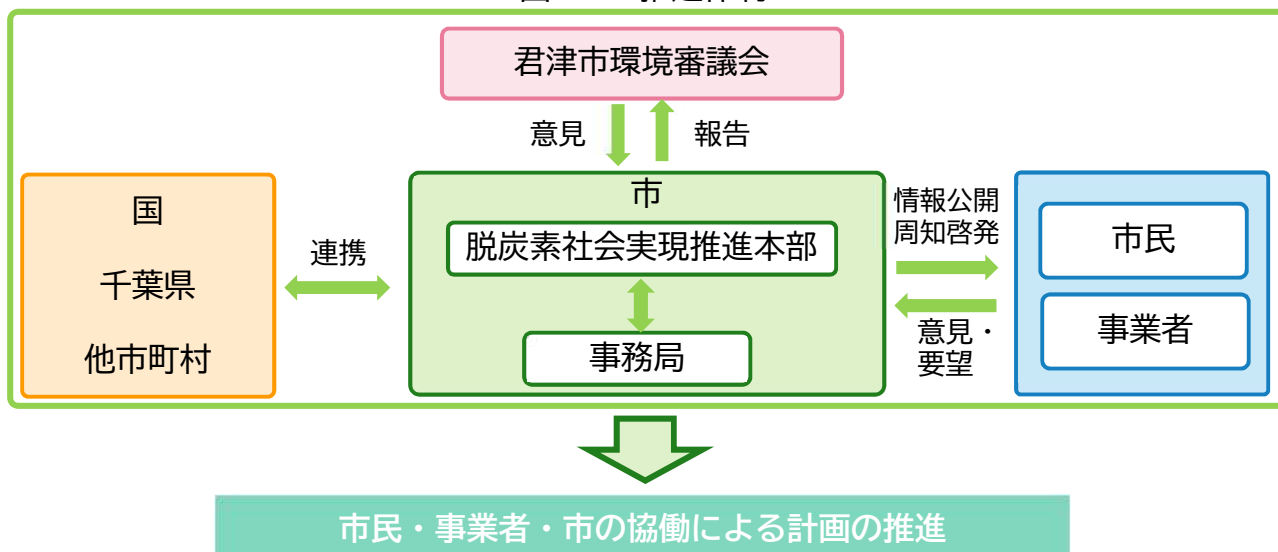 君津市環境審議会
意見
報告
国
千葉県
他市町村
連携
市
脱炭素社会実現推進本部
事務局
情報公開
周知啓発
意見・
要望
市民
事業者
市民・事業者・市の協働による計画の推進